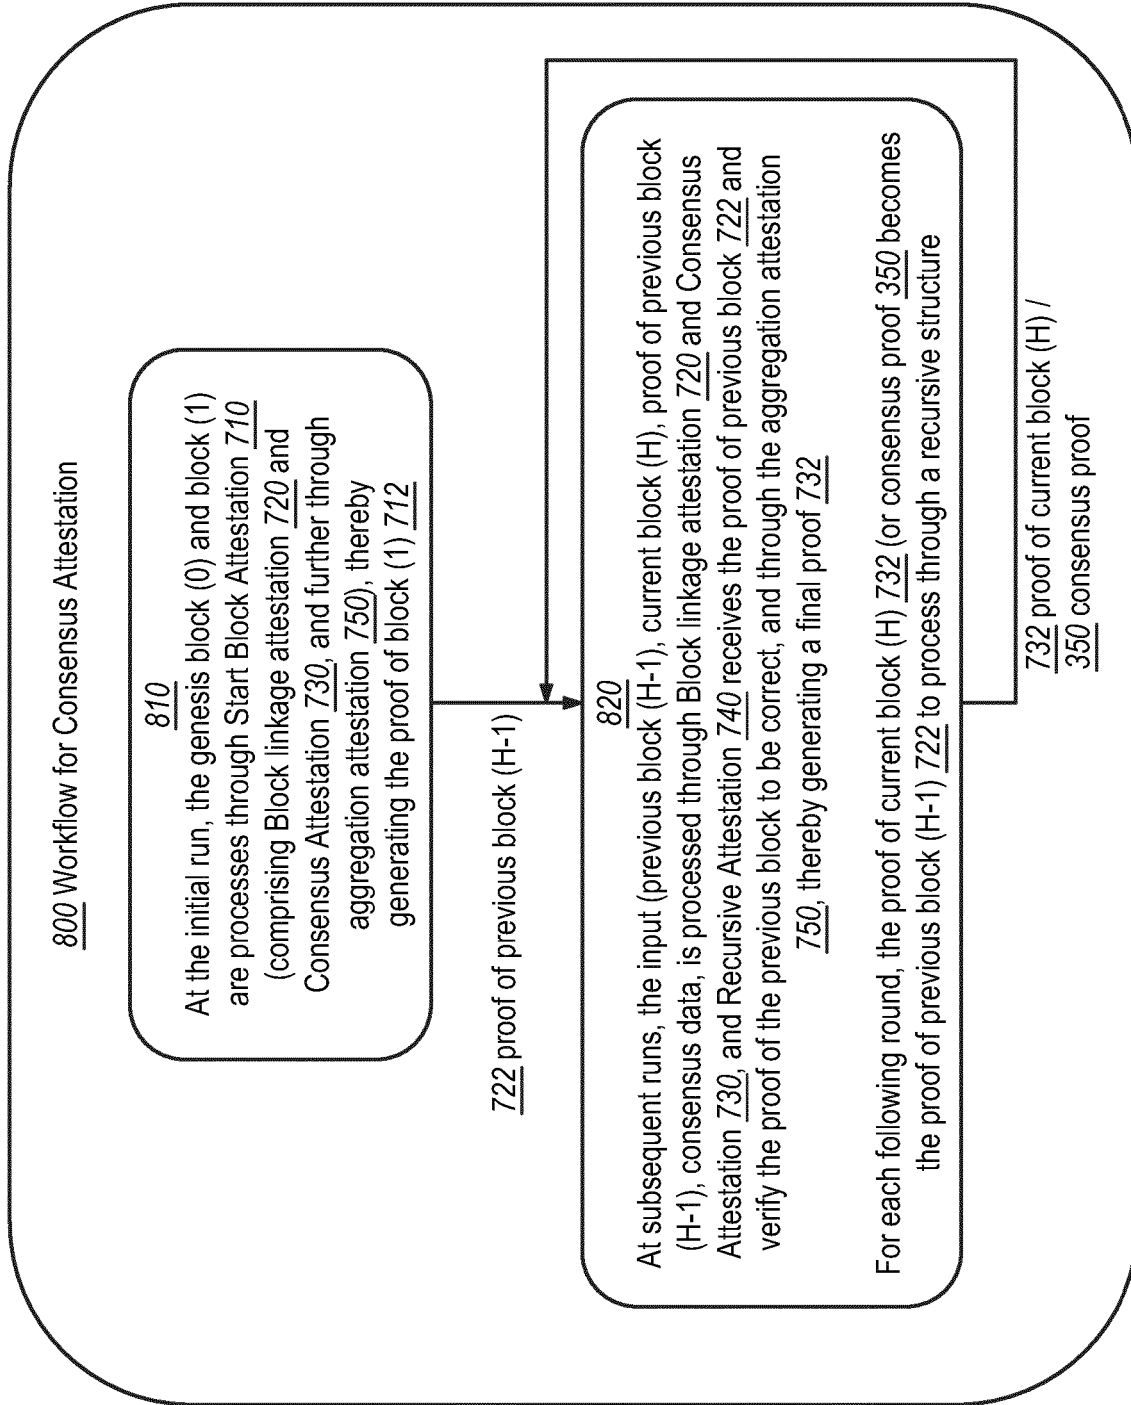 800 Workflow for Consensus Attestation
810
At the initial run, the genesis block (0) and block (1)
are processes through Start Block Attestation 710
(comprising Block linkage attestation 720 and
Consensus Attestation 730, and further through
aggregation attestation 750), thereby
generating the proof of block (1) 712
722 proof of previous block (H-1)
820
At subsequent runs, the input (previous block (H-1), current block (H), proof of previous block
(H-1), consensus data, is processed through Block linkage attestation 720 and Consensus
Attestation 730, and Recursive Attestation 740 receives the proof of previous block 722 and
verify the proof of the previous block to be correct, and through the aggregation attestation
750, thereby generating a final proof 732
For each following round, the proof of current block (H) 732 (or consensus proof 350 becomes
the proof of previous block (H-1) 722 to process through a recursive structure
732 proof of current block (H) /
350 consensus proof